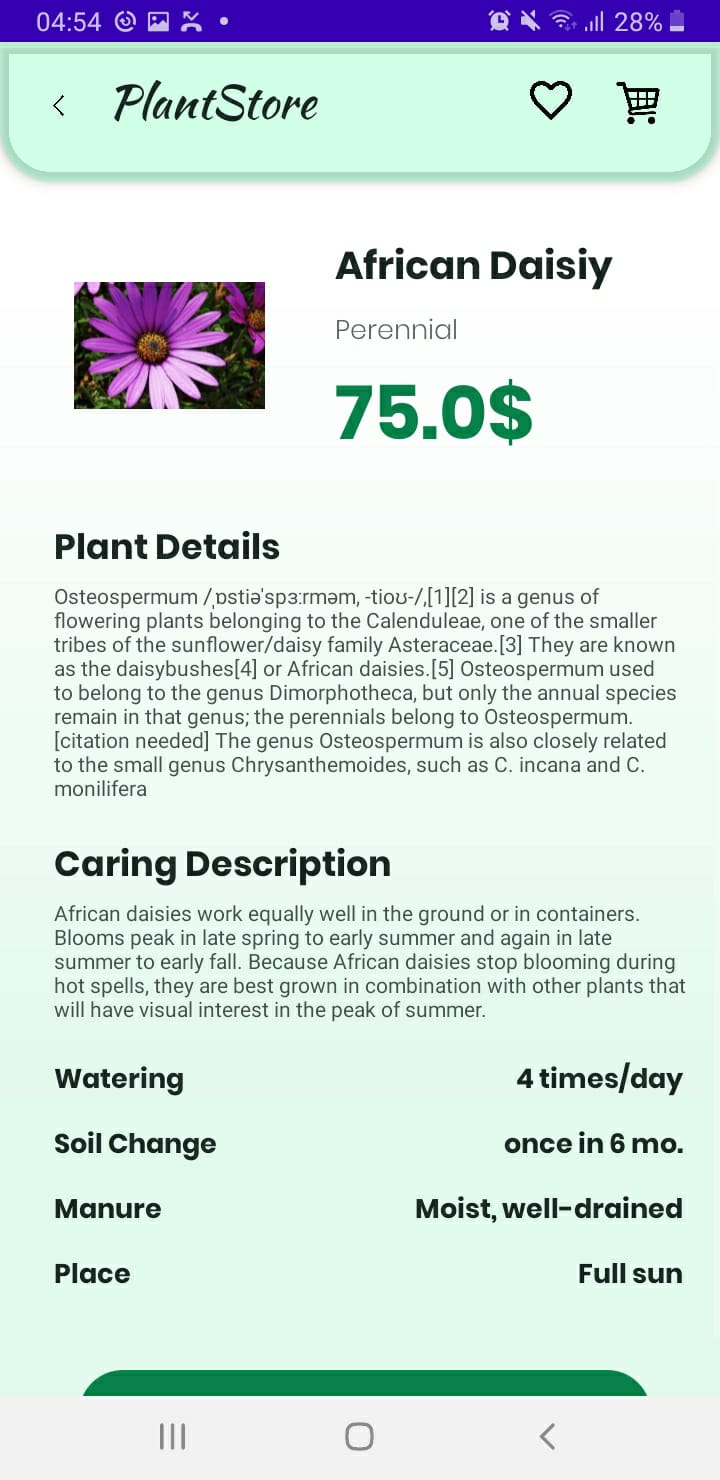 04:54
28%
PlantStore
African Daisiy
Perennial
75.0$
Plant Details
Osteospermum /ˌɒstiəˈspɜːrməm, -tioʊ-/,[1][2] is a genus of
flowering plants belonging to the Calenduleae, one of the smaller
tribes of the sunflower/daisy family Asteraceae.[3] They are known
as the daisybushes[4] or African daisies.[5] Osteospermum used
to belong to the genus Dimorphotheca, but only the annual species
remain in that genus; the perennials belong to Osteospermum.
[citation needed] The genus Osteospermum is also closely related
to the small genus Chrysanthemoides, such as C. incana and C.
monilifera
Caring Description
African daisies work equally well in the ground or in containers.
Blooms peak in late spring to early summer and again in late
summer to early fall. Because African daisies stop blooming during
hot spells, they are best grown in combination with other plants that
will have visual interest in the peak of summer.
Watering 4 times/day
Soil Change once in 6 mo.
Manure Moist, well-drained
Place Full sun